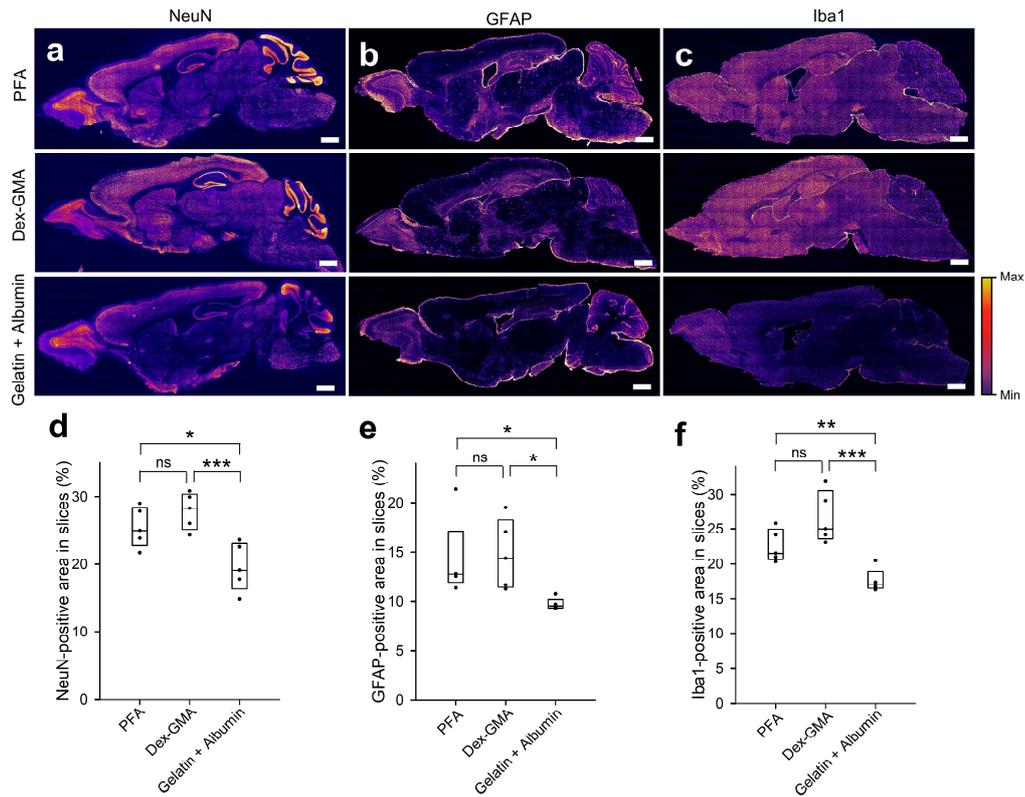 NeuN GFAP Iba1
PFA
a b c
Dex-GMA
Gelatin + Albumin
Max
Min
d
NeuN-positive area in slices (%)
30
20
10
0
*
ns ***
PFA
Dex-GMA
Gelatin + Albumin
e
GFAP-positive area in slices (%)
20
15
10
5
0
*
ns *
PFA
Dex-GMA
Gelatin + Albumin
f
Iba1-positive area in slices (%)
30
25
20
15
10
5
0
**
ns ***
PFA
Dex-GMA
Gelatin + Albumin